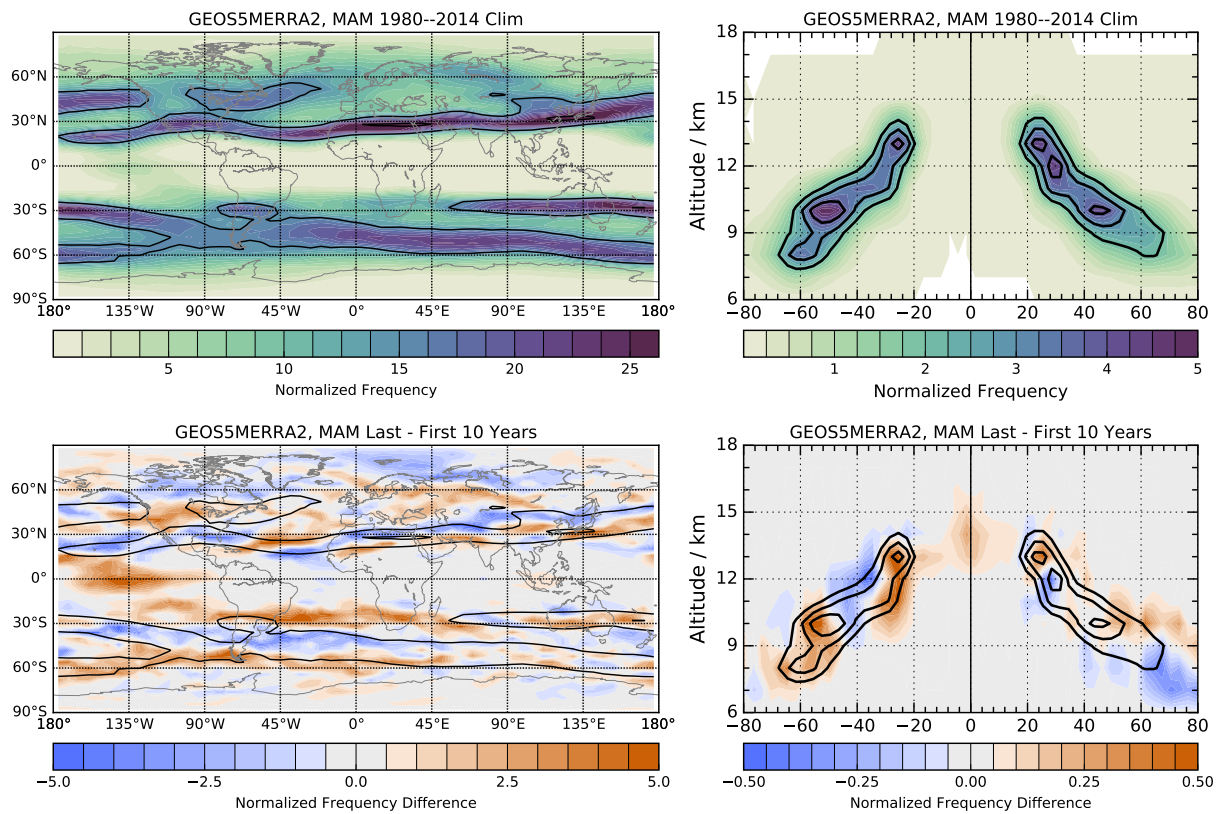 GEOS5MERRA2, MAM 1980--2014 Clim
60°N
30°N
0°
30°S
60°S
90°S
180° 135°W 90°W 45°W 0° 45°E 90°E 135°E 180°
5 10 15 20 25
Normalized Frequency
GEOS5MERRA2, MAM 1980--2014 Clim
Altitude / km
18
15
12
9
6
−80 −60 −40 −20 0 20 40 60 80
1 2 3 4 5
Normalized Frequency
GEOS5MERRA2, MAM Last - First 10 Years
60°N
30°N
0°
30°S
60°S
90°S
180° 135°W 90°W 45°W 0° 45°E 90°E 135°E 180°
−5.0 −2.5 0.0 2.5 5.0
Normalized Frequency Difference
GEOS5MERRA2, MAM Last - First 10 Years
Altitude / km
18
15
12
9
6
−80 −60 −40 −20 0 20 40 60 80
−0.50 −0.25 0.00 0.25 0.50
Normalized Frequency Difference